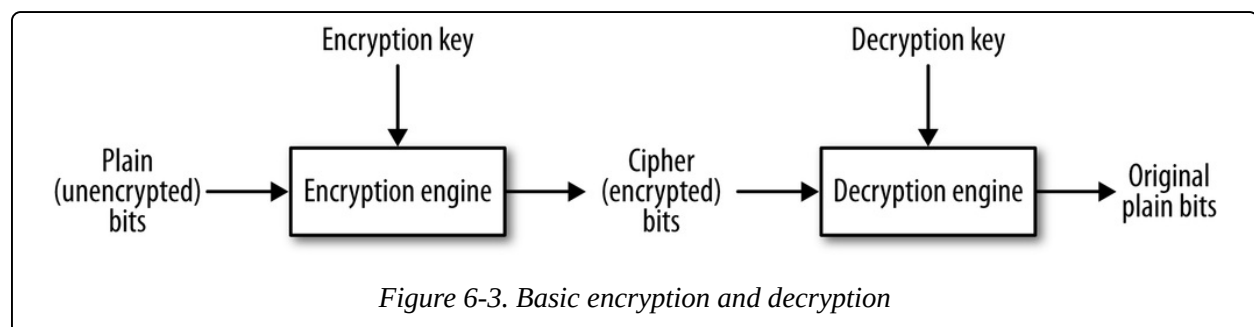 Encryption key
Decryption key
Plain
(unencrypted)
bits
Encryption engine
Cipher
(encrypted)
bits
Decryption engine
Original
plain bits
Figure 6-3. Basic encryption and decryption